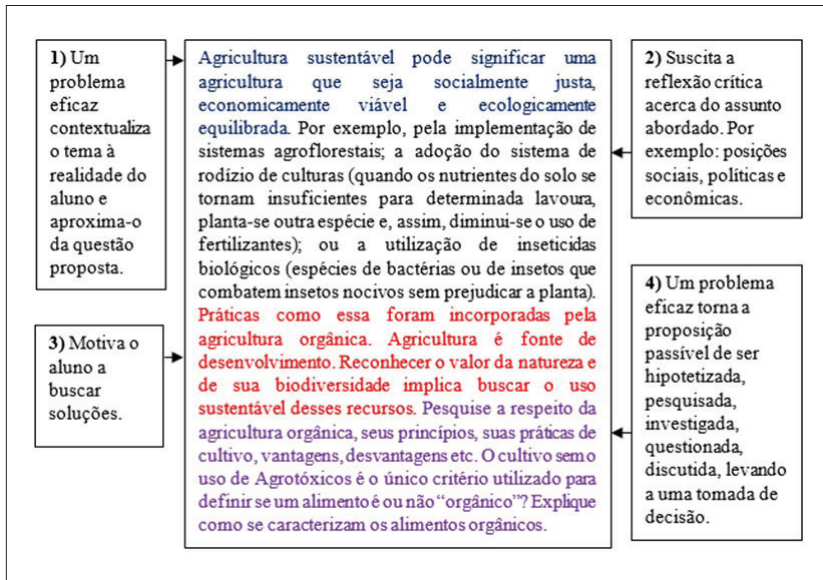 1) Um
problema
eficaz
contextualiza
o tema à
realidade do
aluno e
aproxima-o
da questão
proposta.
3) Motiva o
aluno a
buscar
soluções.
Agricultura sustentável pode significar uma
agricultura que seja socialmente justa,
economicamente viável e ecologicamente
equilibrada. Por exemplo, pela implementação de
sistemas agroflorestais; a adoção do sistema de
rodízio de culturas (quando os nutrientes do solo se
tornam insuficientes para determinada lavoura,
planta-se outra espécie e, assim, diminui-se o uso de
fertilizantes); ou a utilização de inseticidas
biológicos (espécies de bactérias ou de insetos que
combatem insetos nocivos sem prejudicar a planta).
Práticas como essa foram incorporadas pela
agricultura orgânica. Agricultura é fonte de
desenvolvimento. Reconhecer o valor da natureza e
de sua biodiversidade implica buscar o uso
sustentável desses recursos. Pesquise a respeito da
agricultura orgânica, seus princípios, suas práticas de
cultivo, vantagens, desvantagens etc. O cultivo sem o
uso de Agrotóxicos é o único critério utilizado para
definir se um alimento é ou não “orgânico”? Explique
como se caracterizam os alimentos orgânicos.
2) Suscita a
reflexão crítica
acerca do assunto
abordado. Por
exemplo: posições
sociais, políticas e
econômicas.
4) Um problema
eficaz torna a
proposição
passível de ser
hipotetizada,
pesquisada,
investigada,
questionada,
discutida, levando
a uma tomada de
decisão.